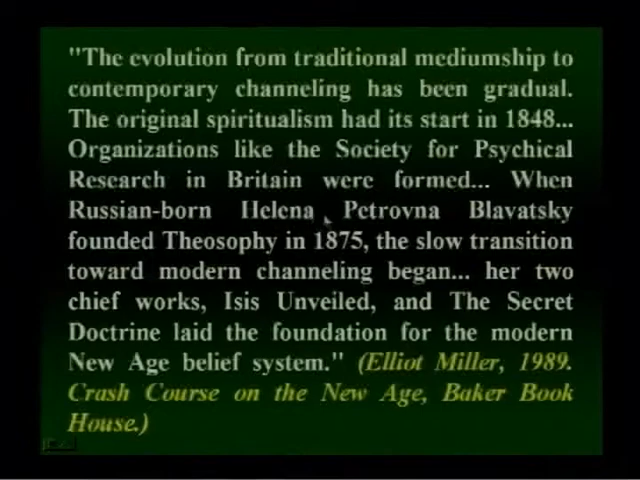 "The evolution from traditional mediumship to
contemporary channeling has been gradual.
The original spiritualism had its start in 1848...
Organizations like the Society for Psychical
Research in Britain were formed... When
Russian-born Helena Petrovna Blavatsky
founded Theosophy in 1875, the slow transition
toward modern channeling began... her two
chief works, Isis Unveiled, and The Secret
Doctrine laid the foundation for the modern
New Age belief system." (Elliot Miller, 1989.
Crash Course on the New Age, Baker Book
House.)